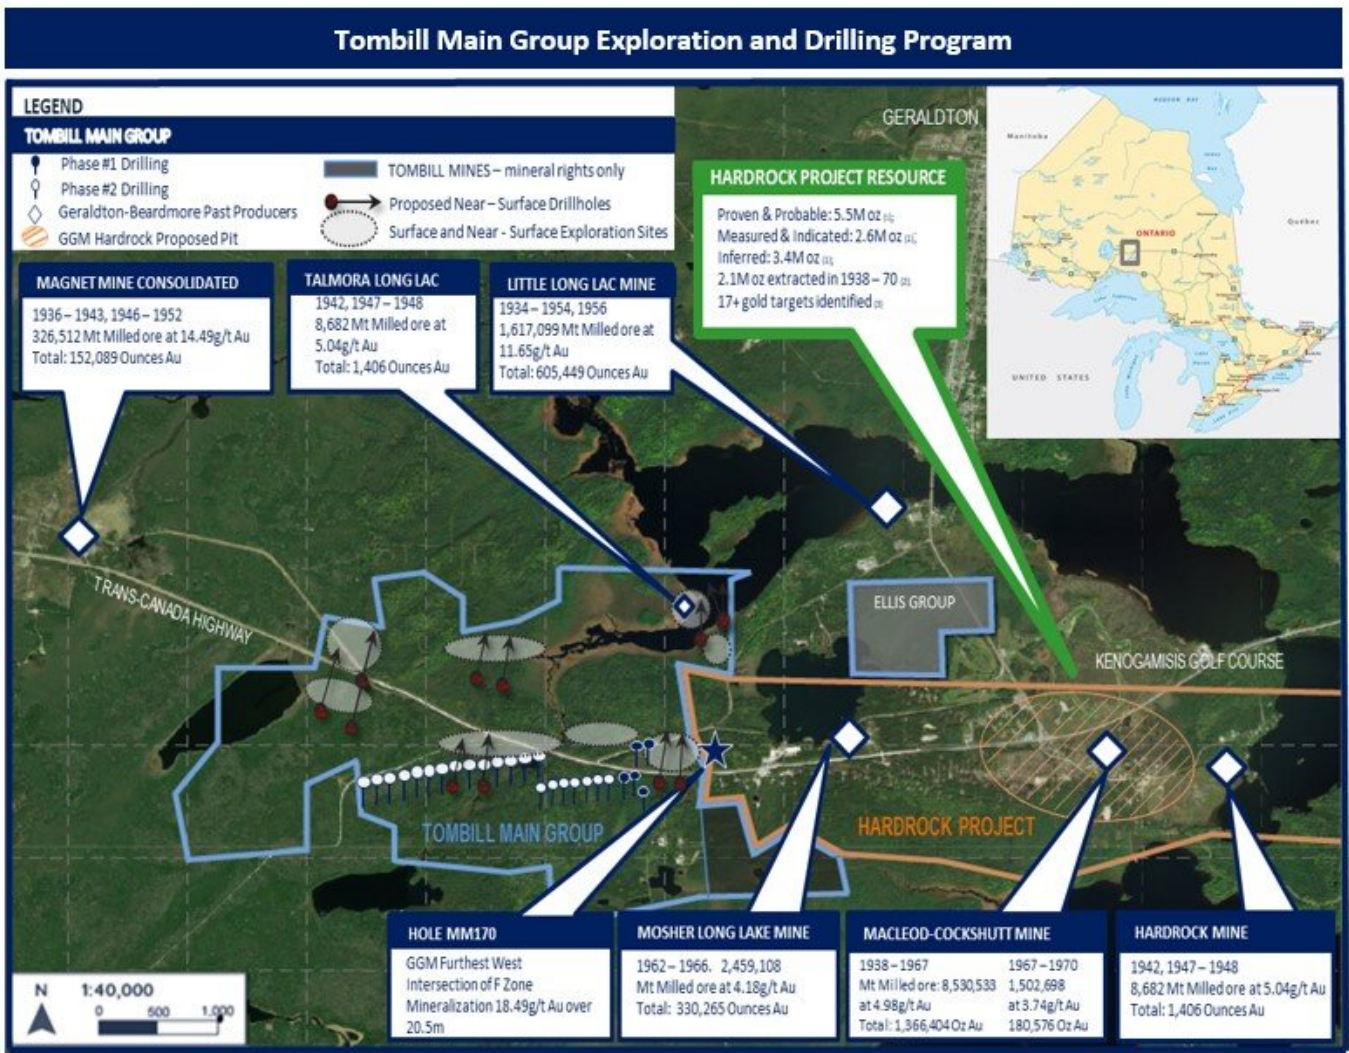 Tombill Main Group Exploration and Drilling Program
LEGEND
TOMBILL MAIN GROUP
Phase #1 Drilling
Phase #2 Drilling
Geraldton-Beardmore Past Producers
GGM Hardrock Proposed Pit
TOMBILL MINES – mineral rights only
Proposed Near – Surface Drillholes
Surface and Near - Surface Exploration Sites
GERALDTON
HARDROCK PROJECT RESOURCE
Proven & Probable: 5.5M oz (1);
Measured & Indicated: 2.6M oz (1);
Inferred: 3.4M oz (1);
2.1M oz extracted in 1938 – 70 (2)
17+ gold targets identified (3)
HUDSON BAY
Manitoba
Québec
ONTARIO
UNITED STATES
MAGNET MINE CONSOLIDATED
1936 – 1943, 1946 – 1952
326,512 Mt Milled ore at 14.49g/t Au
Total: 152,089 Ounces Au
TALMORA LONG LAC
1942, 1947 – 1948
8,682 Mt Milled ore at
5.04g/t Au
Total: 1,406 Ounces Au
LITTLE LONG LAC MINE
1934 – 1954, 1956
1,617,099 Mt Milled ore at
11.65g/t Au
Total: 605,449 Ounces Au
TRANS-CANADA HIGHWAY
ELLIS GROUP
KENOGAMISIS GOLF COURSE
TOMBILL MAIN GROUP
HARDROCK PROJECT
HOLE MM170
GGM Furthest West
Intersection of F Zone
Mineralization 18.49g/t Au over
20.5m
MOSHER LONG LAKE MINE
1962 – 1966. 2,459,108
Mt Milled ore at 4.18g/t Au
Total: 330,265 Ounces Au
MACLEOD-COCKSHUTT MINE
1938 – 1967
Mt Milled ore: 8,530,533
at 4.98g/t Au
Total: 1,366,404 Oz Au
1967 – 1970
1,502,698
at 3.74g/t Au
180,576 Oz Au
HARDROCK MINE
1942, 1947 – 1948
8,682 Mt Milled ore at 5.04g/t Au
Total: 1,406 Ounces Au
N
1:40,000
0 500 1,000